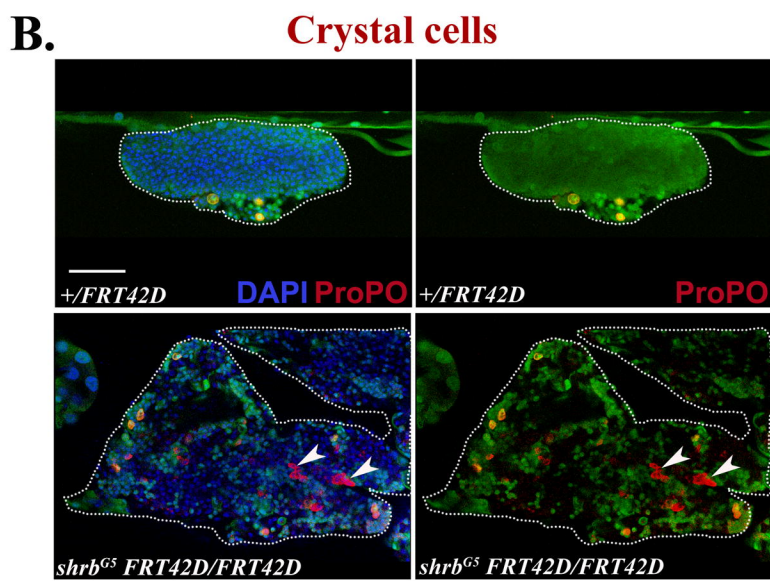 B. Crystal cells
+/FRT42D DAPI ProPO
+/FRT42D ProPO
shrbG5 FRT42D/FRT42D
shrbG5 FRT42D/FRT42D